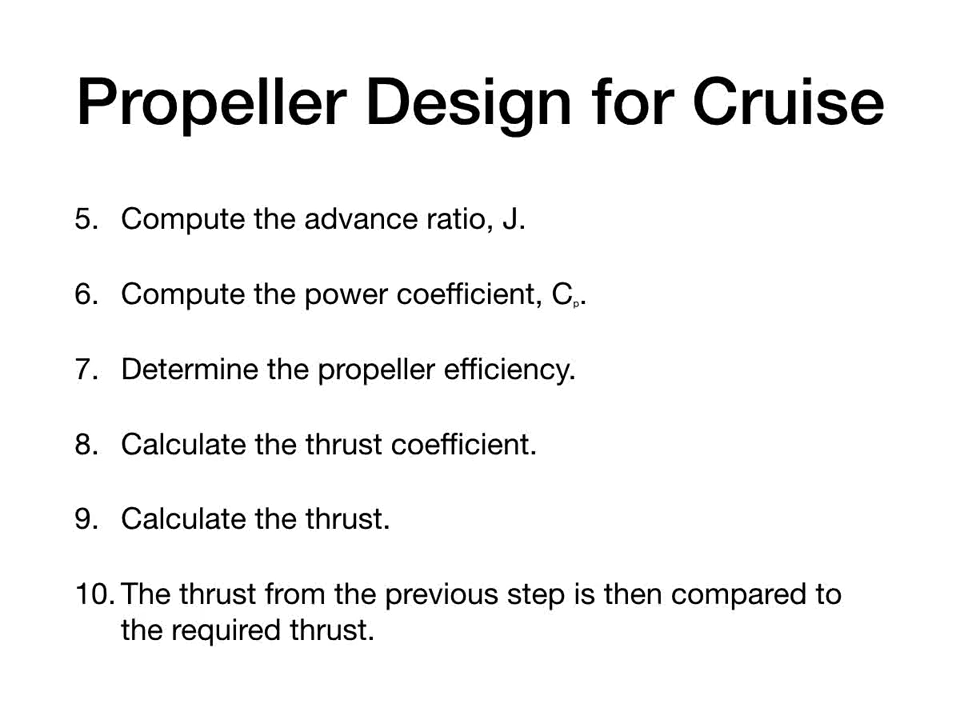 Propeller Design for Cruise
5. Compute the advance ratio, J.
6. Compute the power coefficient, Cp.
7. Determine the propeller efficiency.
8. Calculate the thrust coefficient.
9. Calculate the thrust.
10. The thrust from the previous step is then compared to
the required thrust.